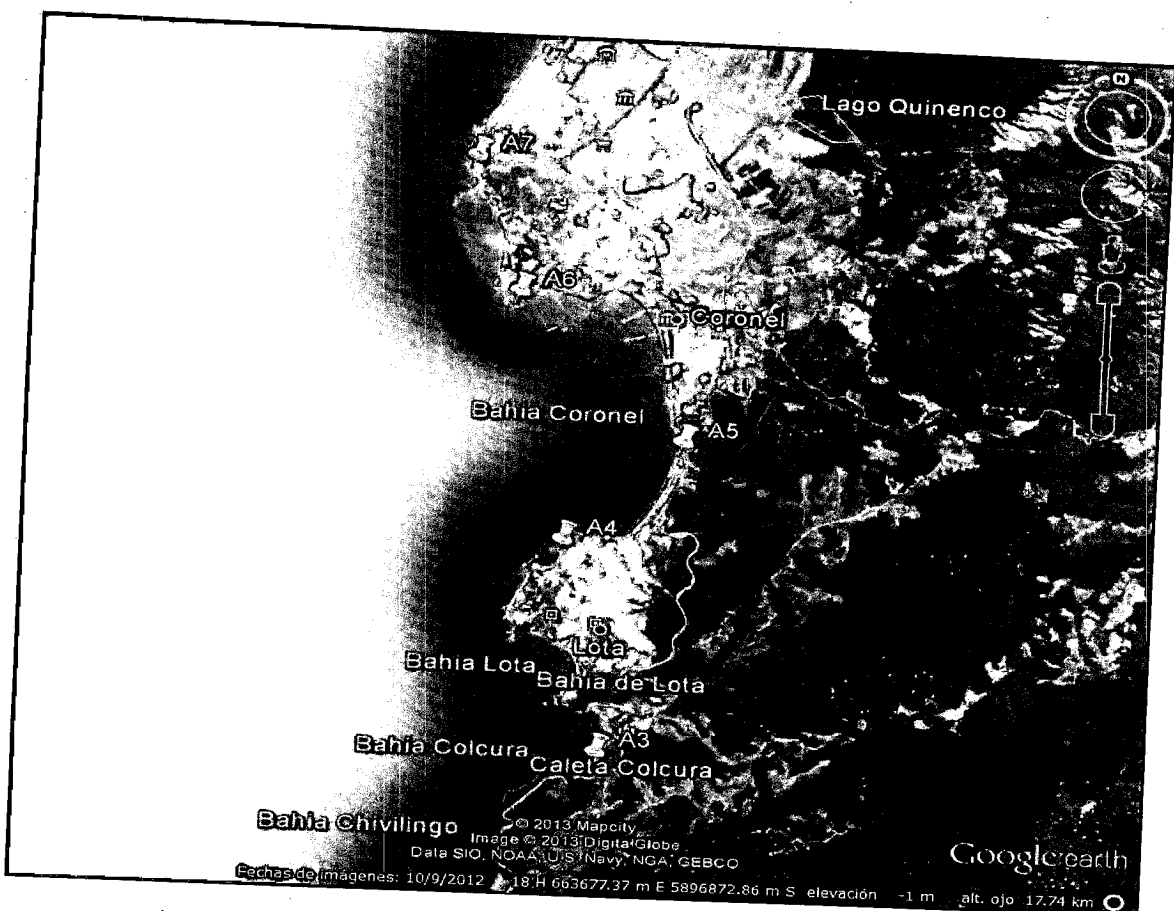 N
Lago Quinenco
A7
A6
Coronel
Bahia Coronel
A5
A4
Lota
Bahia Lota
Bahia de Lota
A3
Bahia Colcura
Caleta Colcura
Bahia Chivilingo
© 2013 Mapcity
Image © 2013 DigitalGlobe
Data SIO, NOAA, U.S. Navy, NGA, GEBCO
Google earth
Fechas de imágenes: 10/9/2012 18 H 663677.37 m E 5896872.86 m S elevación -1 m alt. ojo 17.74 km